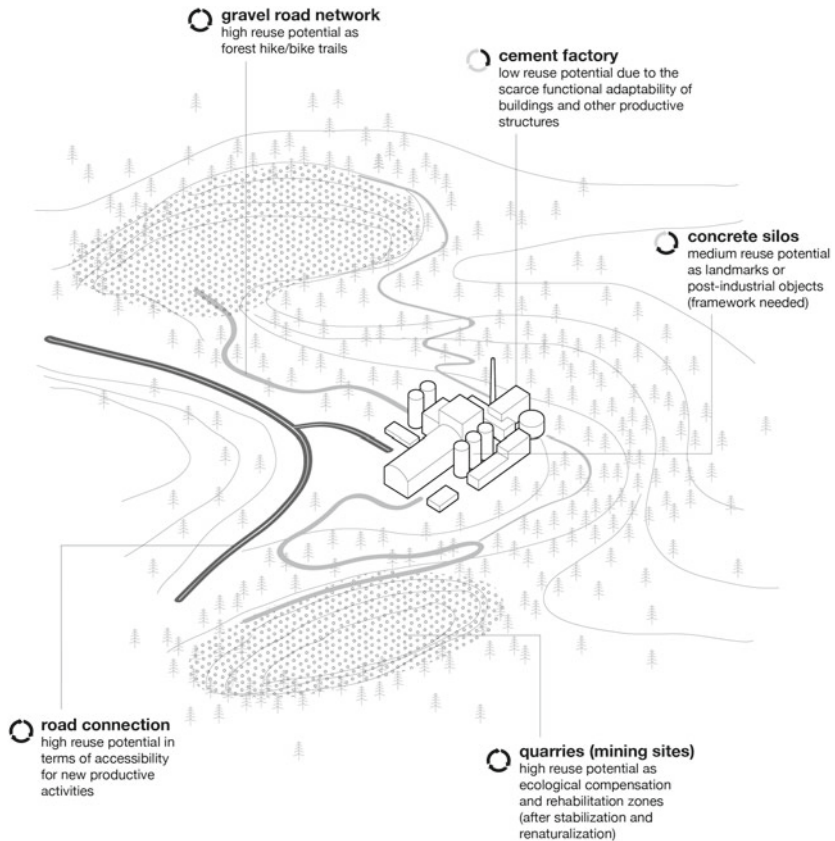 gravel road network
high reuse potential as
forest hike/bike trails
cement factory
low reuse potential due to the
scarce functional adaptability of
buildings and other productive
structures
concrete silos
medium reuse potential
as landmarks or
post-industrial objects
(framework needed)
road connection
high reuse potential in
terms of accessibility
for new productive
activities
quarries (mining sites)
high reuse potential as
ecological compensation
and rehabilitation zones
(after stabilization and
renaturalization)